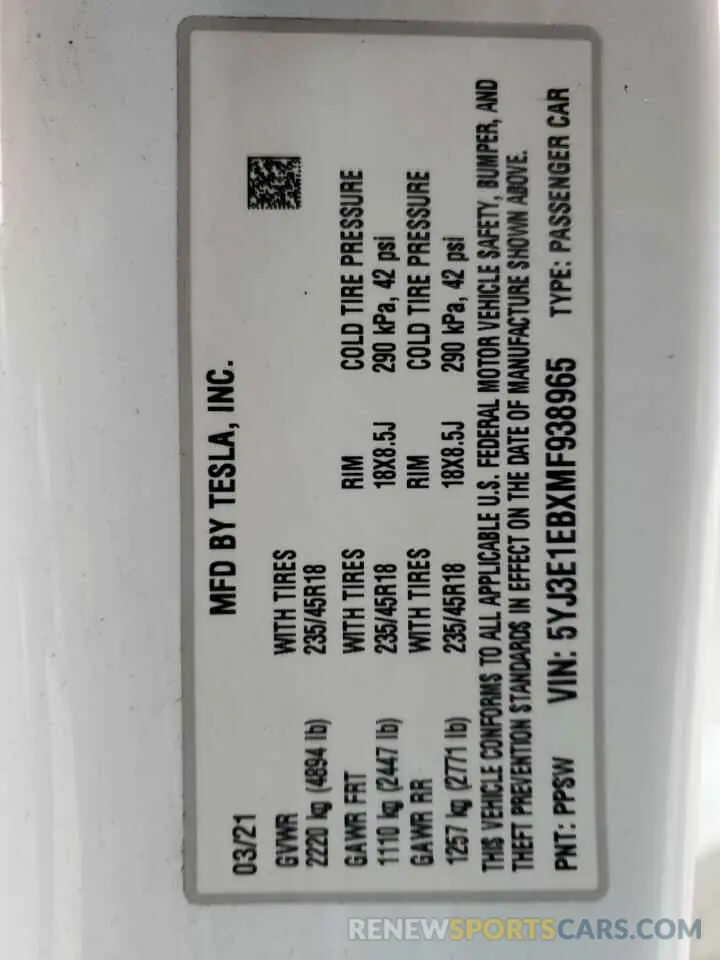 MFD BY TESLA, INC.
03/21
GVWR WITH TIRES
2220 kg (4894 lb) 235/45R18
GAWR FRT WITH TIRES RIM COLD TIRE PRESSURE
1110 kg (2447 lb) 235/45R18 18X8.5J 290 kPa, 42 psi
GAWR RR WITH TIRES RIM COLD TIRE PRESSURE
1257 kg (2771 lb) 235/45R18 18X8.5J 290 kPa, 42 psi
THIS VEHICLE CONFORMS TO ALL APPLICABLE U.S. FEDERAL MOTOR VEHICLE SAFETY, BUMPER, AND
THEFT PREVENTION STANDARDS IN EFFECT ON THE DATE OF MANUFACTURE SHOWN ABOVE.
PNT: PPSW VIN: 5YJ3E1EBXMF938965 TYPE: PASSENGER CAR
RENEWSPORTSCARS.COM